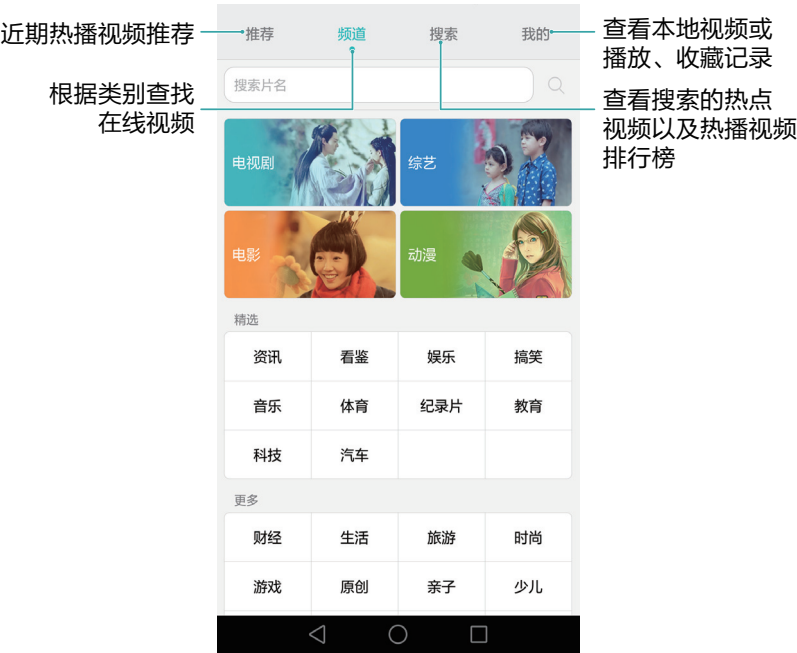 近期热播视频推荐
根据类别查找
在线视频
推荐
频道
搜索
我的
查看本地视频或
播放、收藏记录
查看搜索的热点
视频以及热播视频
排行榜
搜索片名
电视剧
综艺
电影
动漫
精选
资讯
看鉴
娱乐
搞笑
音乐
体育
纪录片
教育
科技
汽车
更多
财经
生活
旅游
时尚
游戏
原创
亲子
少儿